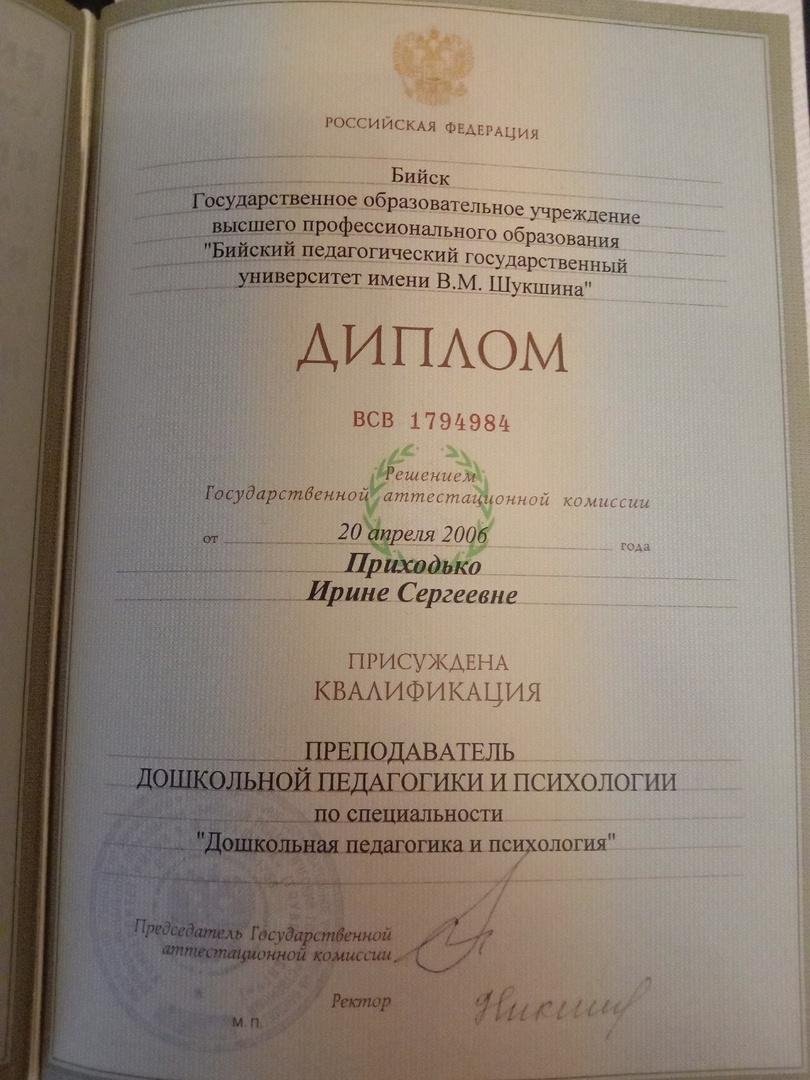 РОССИЙСКАЯ ФЕДЕРАЦИЯ
Бийск
Государственное образовательное учреждение
высшего профессионального образования
"Бийский педагогический государственный
университет имени В.М. Шукшина"
ДИПЛОМ
ВСВ 1794984
Решением
Государственной аттестационной комиссии
от 20 апреля 2006 года
Приходько
Ирине Сергеевне
ПРИСУЖДЕНА
КВАЛИФИКАЦИЯ
ПРЕПОДАВАТЕЛЬ
ДОШКОЛЬНОЙ ПЕДАГОГИКИ И ПСИХОЛОГИИ
по специальности
"Дошкольная педагогика и психология"
Председатель Государственной
аттестационной комиссии
Ректор
М.П.